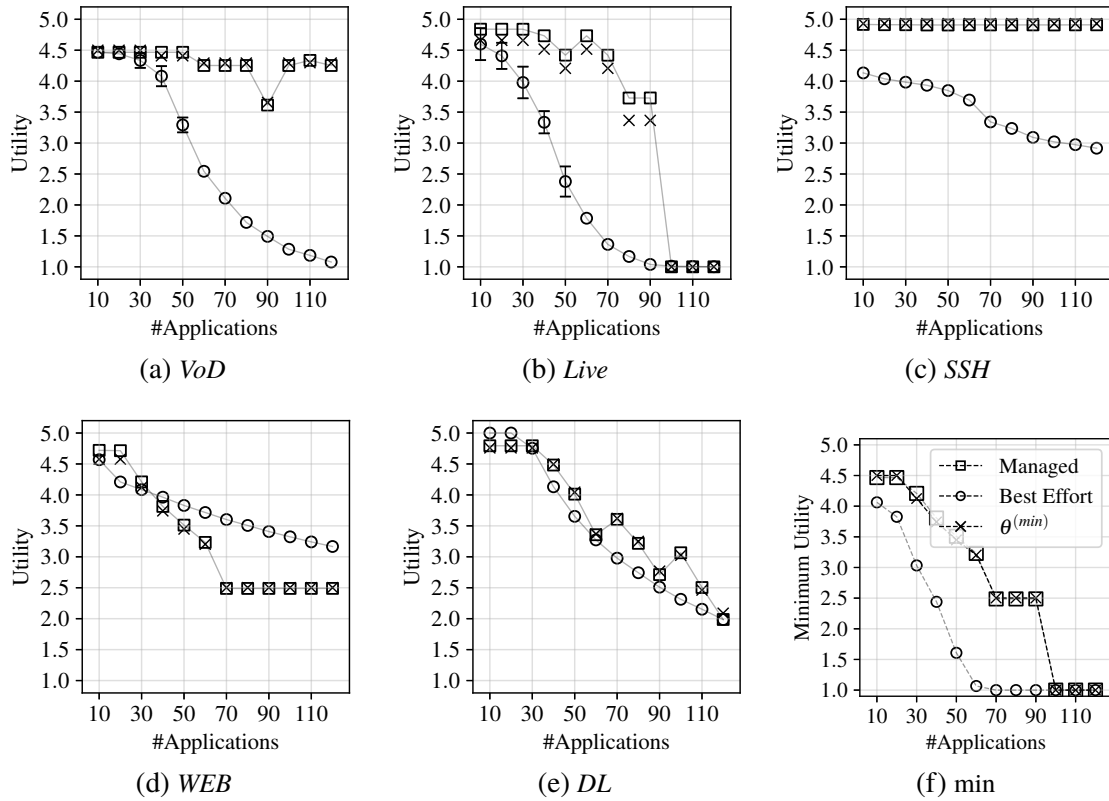 5.0
4.5
4.0
3.5
3.0
2.5
2.0
1.5
1.0
Utility
10 30 50 70 90 110
#Applications
(a) VoD
5.0
4.5
4.0
3.5
3.0
2.5
2.0
1.5
1.0
Utility
10 30 50 70 90 110
#Applications
(b) Live
5.0
4.5
4.0
3.5
3.0
2.5
2.0
1.5
1.0
Utility
10 30 50 70 90 110
#Applications
(c) SSH
5.0
4.5
4.0
3.5
3.0
2.5
2.0
1.5
1.0
Utility
10 30 50 70 90 110
#Applications
(d) WEB
5.0
4.5
4.0
3.5
3.0
2.5
2.0
1.5
1.0
Utility
10 30 50 70 90 110
#Applications
(e) DL
5.0
4.5
4.0
3.5
3.0
2.5
2.0
1.5
1.0
Minimum Utility
Managed
Best Effort
θ^(min)
10 30 50 70 90 110
#Applications
(f) min